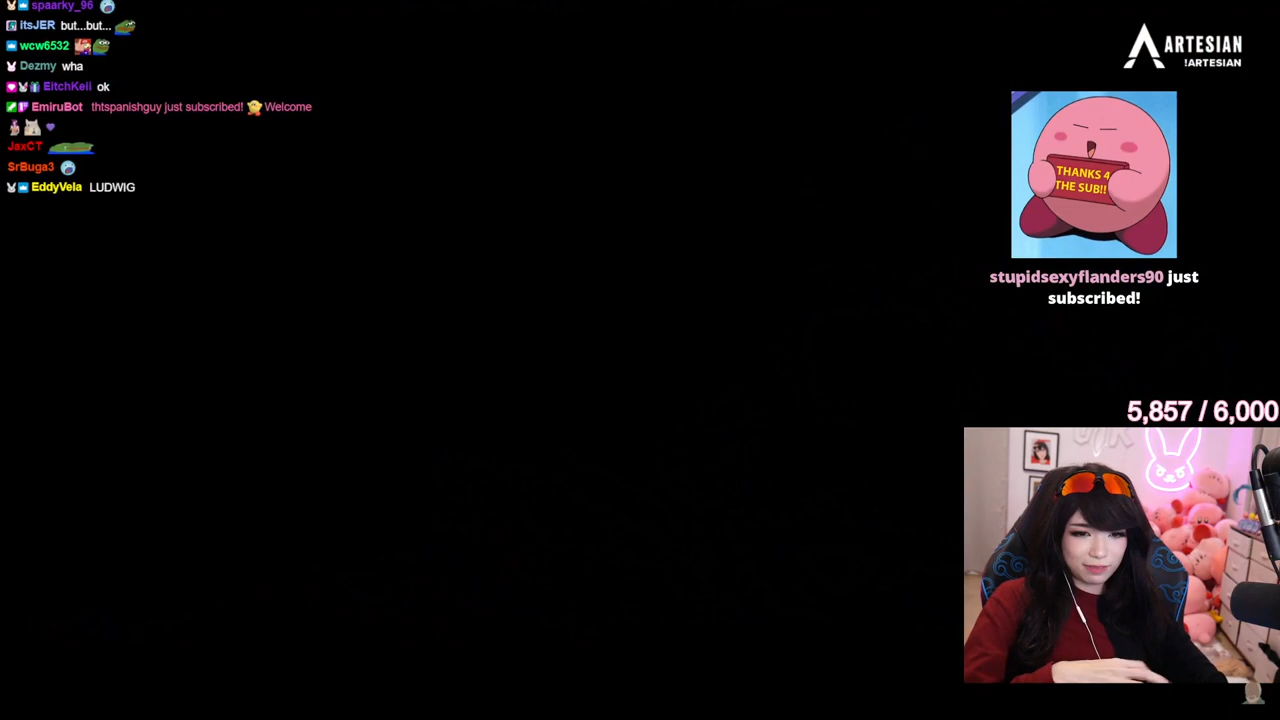 spaarky_96
itsJER but...but...
wcw6532
Dezmy wha
EitchKeii ok
EmiruBot thtspanishguy just subscribed! Welcome
JaxCT
SrBuga3
EddyVela LUDWIG
ARTESIAN
!ARTESIAN
THANKS 4
THE SUB!!
stupidsexyflanders90 just
subscribed!
5,857 / 6,000